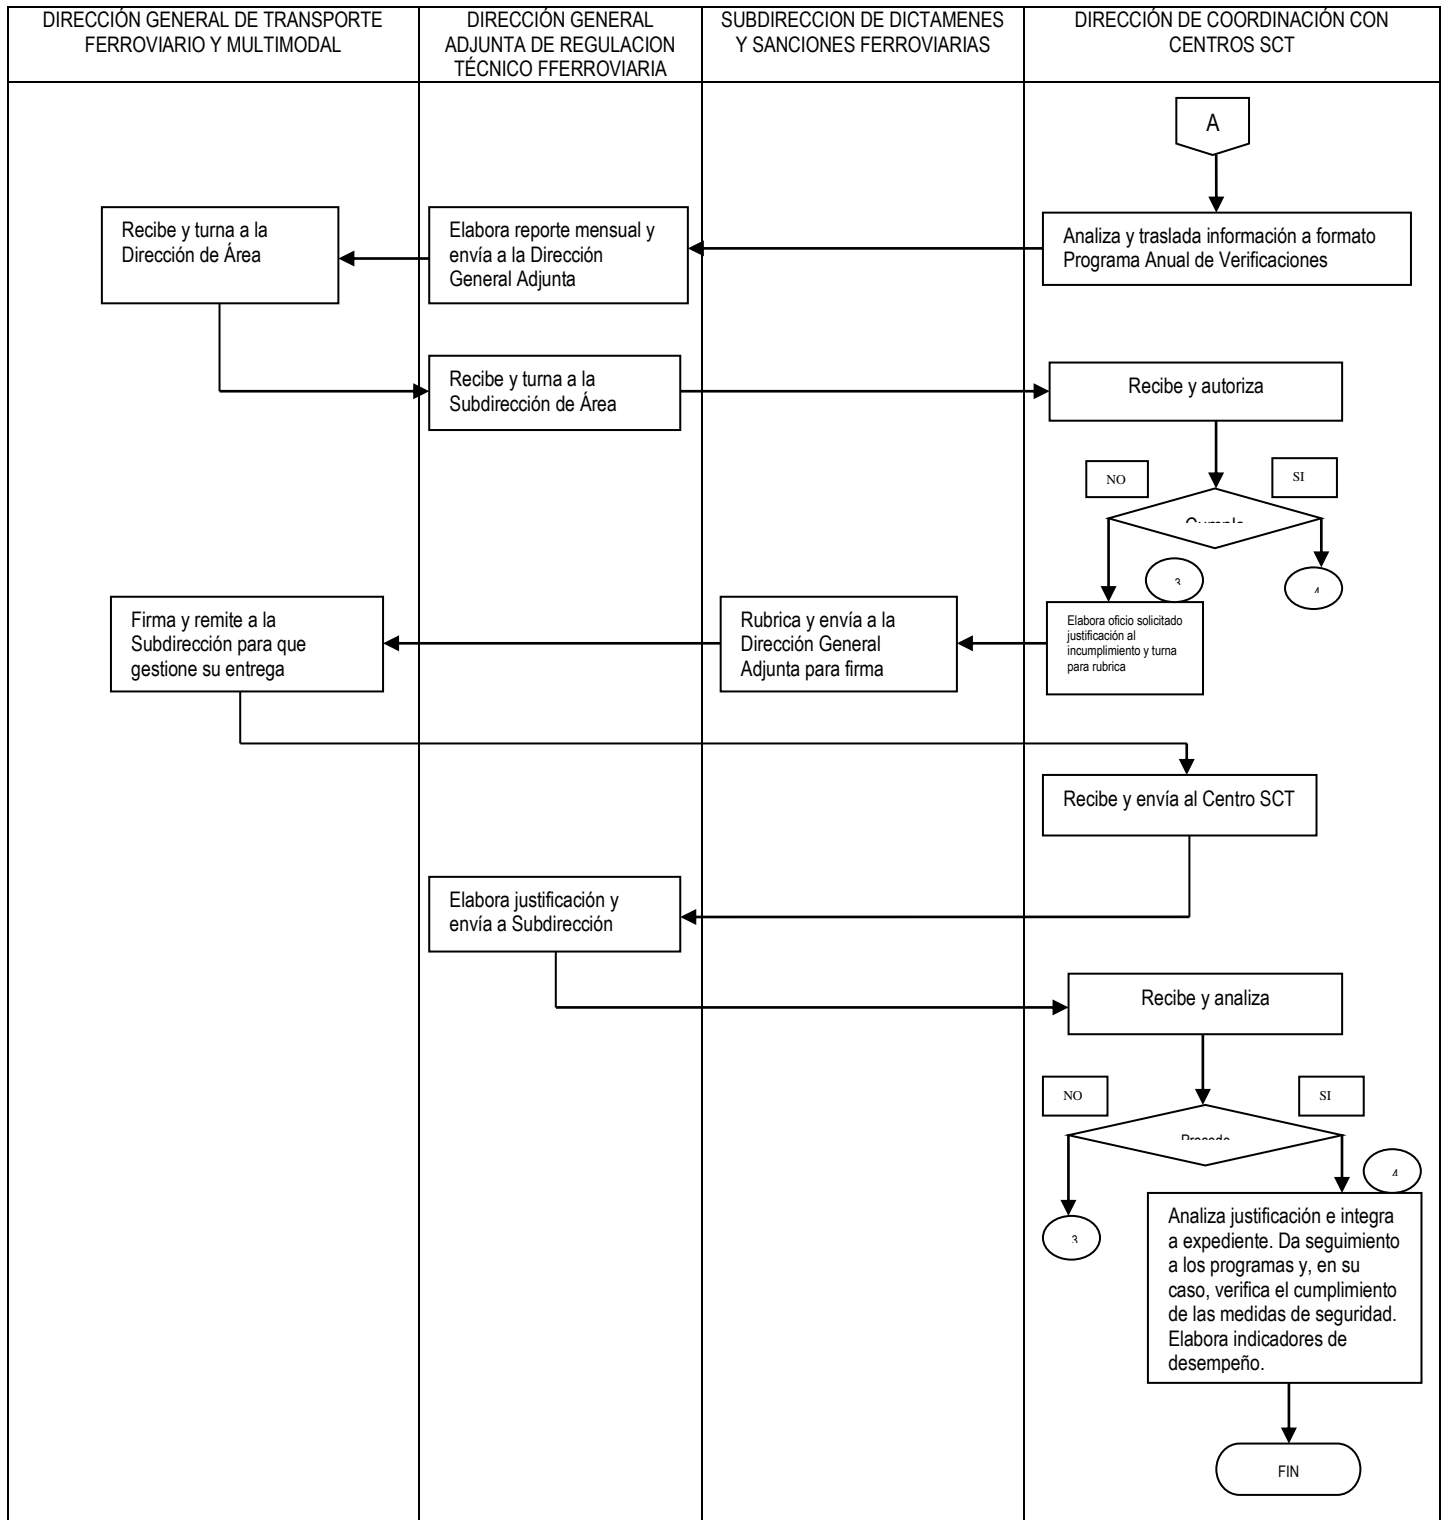 DIRECCIÓN GENERAL DE TRANSPORTE
FERROVIARIO Y MULTIMODAL
DIRECCIÓN GENERAL
ADJUNTA DE REGULACION
TÉCNICO FFERROVIARIA
SUBDIRECCION DE DICTAMENES
Y SANCIONES FERROVIARIAS
DIRECCIÓN DE COORDINACIÓN CON
CENTROS SCT
A
Recibe y turna a la
Dirección de Área
Elabora reporte mensual y
envía a la Dirección
General Adjunta
Analiza y traslada información a formato
Programa Anual de Verificaciones
Recibe y turna a la
Subdirección de Área
Recibe y autoriza
NO
SI
Firma y remite a la
Subdirección para que
gestione su entrega
Rubrica y envía a la
Dirección General
Adjunta para firma
Elabora oficio solicitado
justificación al
incumplimiento y turna
para rubrica
Recibe y envía al Centro SCT
Elabora justificación y
envía a Subdirección
Recibe y analiza
NO
SI
Analiza justificación e integra
a expediente. Da seguimiento
a los programas y, en su
caso, verifica el cumplimiento
de las medidas de seguridad.
Elabora indicadores de
desempeño.
FIN